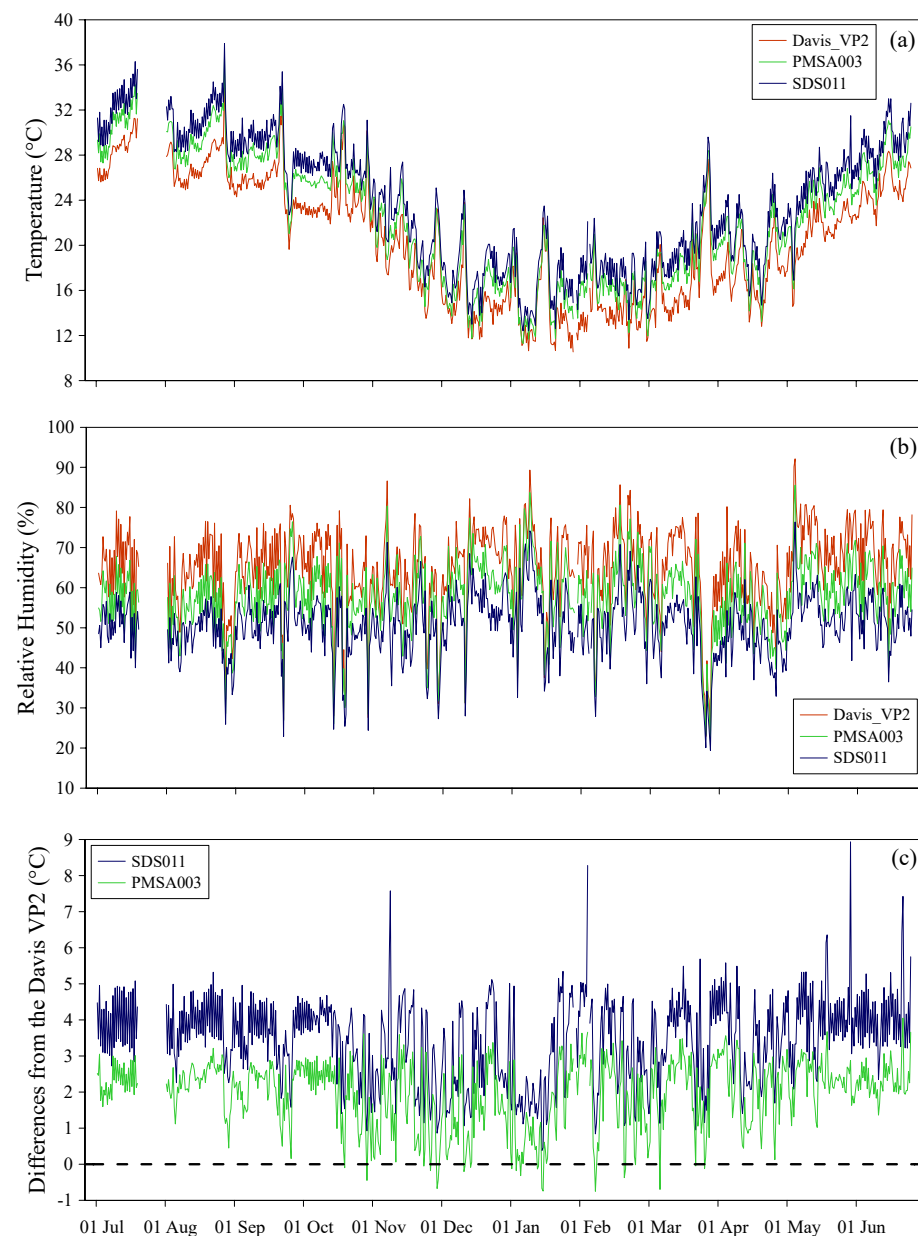 (a)
Davis_VP2
PMSA003
SDS011
Temperature (°C)
40
36
32
28
24
20
16
12
8
(b)
Relative Humidity (%)
100
90
80
70
60
50
40
30
20
10
Davis_VP2
PMSA003
SDS011
(c)
SDS011
PMSA003
Differences from the Davis VP2 (°C)
9
8
7
6
5
4
3
2
1
0
-1
01 Jul 01 Aug 01 Sep 01 Oct 01 Nov 01 Dec 01 Jan 01 Feb 01 Mar 01 Apr 01 May 01 Jun